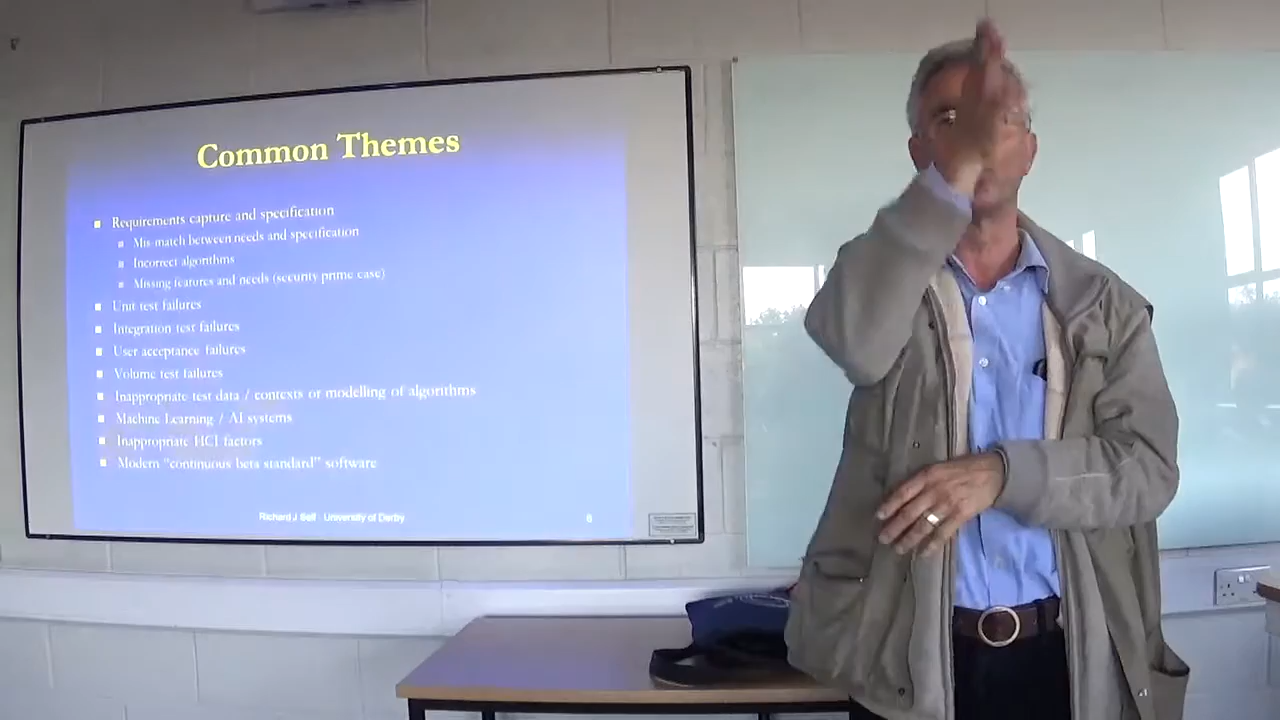 Common Themes
Requirements capture and specification
Mis-match between needs and specification
Incorrect algorithms
Missing features and needs (security prime case)
Unit test failures
Integration test failures
User acceptance failures
Volume test failures
Inappropriate test data / contexts or modelling of algorithms
Machine Learning / AI systems
Inappropriate HCI factors
Modern "continuous beta standard" software
Richard J Self - University of Derby
6